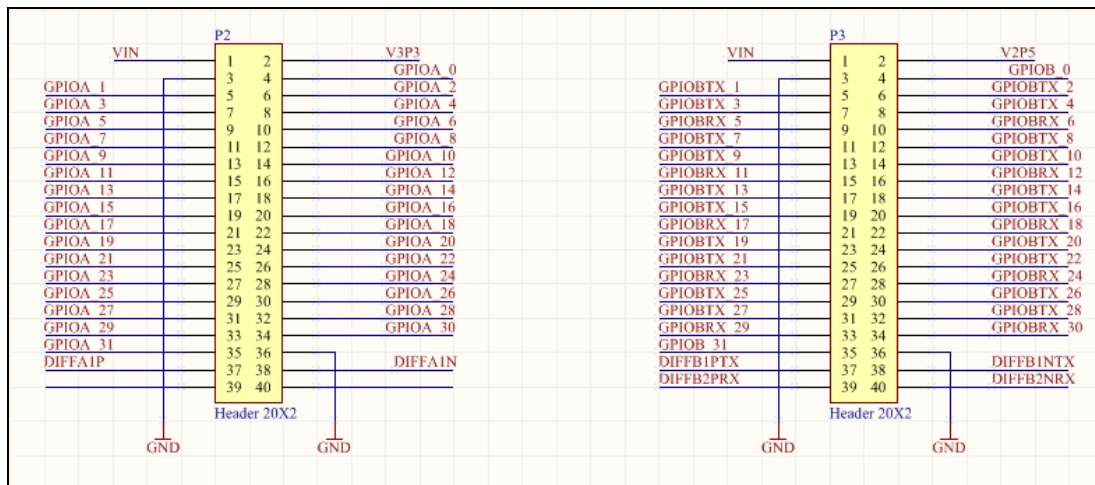 P2
VIN 1 2 V3P3
3 4 GPIOA_0
GPIOA_1 5 6 GPIOA_2
GPIOA_3 7 8 GPIOA_4
GPIOA_5 9 10 GPIOA_6
GPIOA_7 11 12 GPIOA_8
GPIOA_9 13 14 GPIOA_10
GPIOA_11 15 16 GPIOA_12
GPIOA_13 17 18 GPIOA_14
GPIOA_15 19 20 GPIOA_16
GPIOA_17 21 22 GPIOA_18
GPIOA_19 23 24 GPIOA_20
GPIOA_21 25 26 GPIOA_22
GPIOA_23 27 28 GPIOA_24
GPIOA_25 29 30 GPIOA_26
GPIOA_27 31 32 GPIOA_28
GPIOA_29 33 34 GPIOA_30
GPIOA_31 35 36
DIFFA1P 37 38 DIFFA1N
39 40
Header 20X2
GND GND
P3
VIN 1 2 V2P5
3 4 GPIOB_0
GPIOBTX_1 5 6 GPIOBTX_2
GPIOBTX_3 7 8 GPIOBTX_4
GPIOBRX_5 9 10 GPIOBRX_6
GPIOBTX_7 11 12 GPIOBTX_8
GPIOBTX_9 13 14 GPIOBTX_10
GPIOBRX_11 15 16 GPIOBRX_12
GPIOBTX_13 17 18 GPIOBTX_14
GPIOBTX_15 19 20 GPIOBTX_16
GPIOBRX_17 21 22 GPIOBRX_18
GPIOBTX_19 23 24 GPIOBTX_20
GPIOBTX_21 25 26 GPIOBTX_22
GPIOBRX_23 27 28 GPIOBRX_24
GPIOBTX_25 29 30 GPIOBTX_26
GPIOBTX_27 31 32 GPIOBTX_28
GPIOBRX_29 33 34 GPIOBRX_30
GPIOB_31 35 36
DIFFB1PTX 37 38 DIFFB1NTX
DIFFB2PRX 39 40 DIFFB2NRX
Header 20X2
GND GND